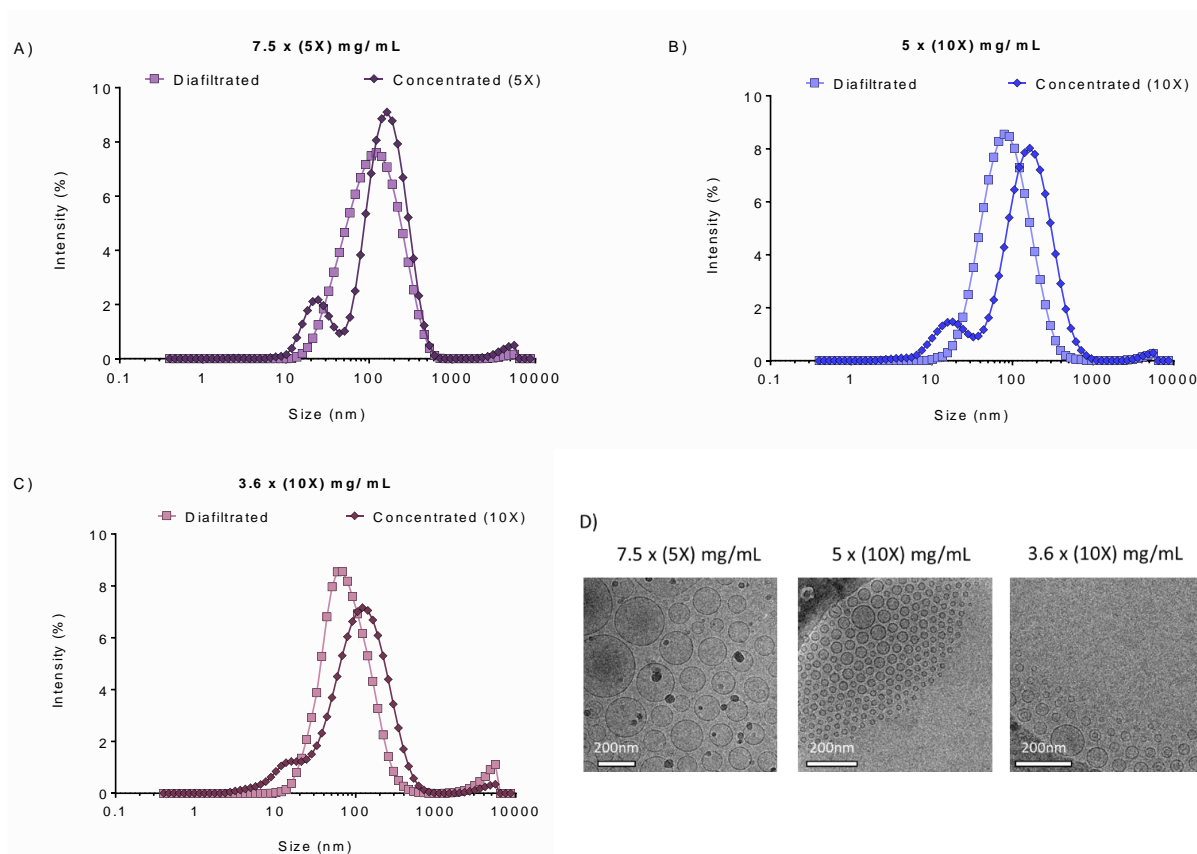 A)
7.5 x (5X) mg/ mL
Diafiltrated
Concentrated (5X)
10
8
6
4
2
0
Intensity (%)
0.1
1
10
100
1000
10000
Size (nm)
B)
5 x (10X) mg/ mL
Diafiltrated
Concentrated (10X)
10
8
6
4
2
0
Intensity (%)
0.1
1
10
100
1000
10000
Size (nm)
C)
3.6 x (10X) mg/ mL
Diafiltrated
Concentrated (10X)
10
8
6
4
2
0
Intensity (%)
0.1
1
10
100
1000
10000
Size (nm)
D)
7.5 x (5X) mg/mL
5 x (10X) mg/mL
3.6 x (10X) mg/mL
200nm
200nm
200nm